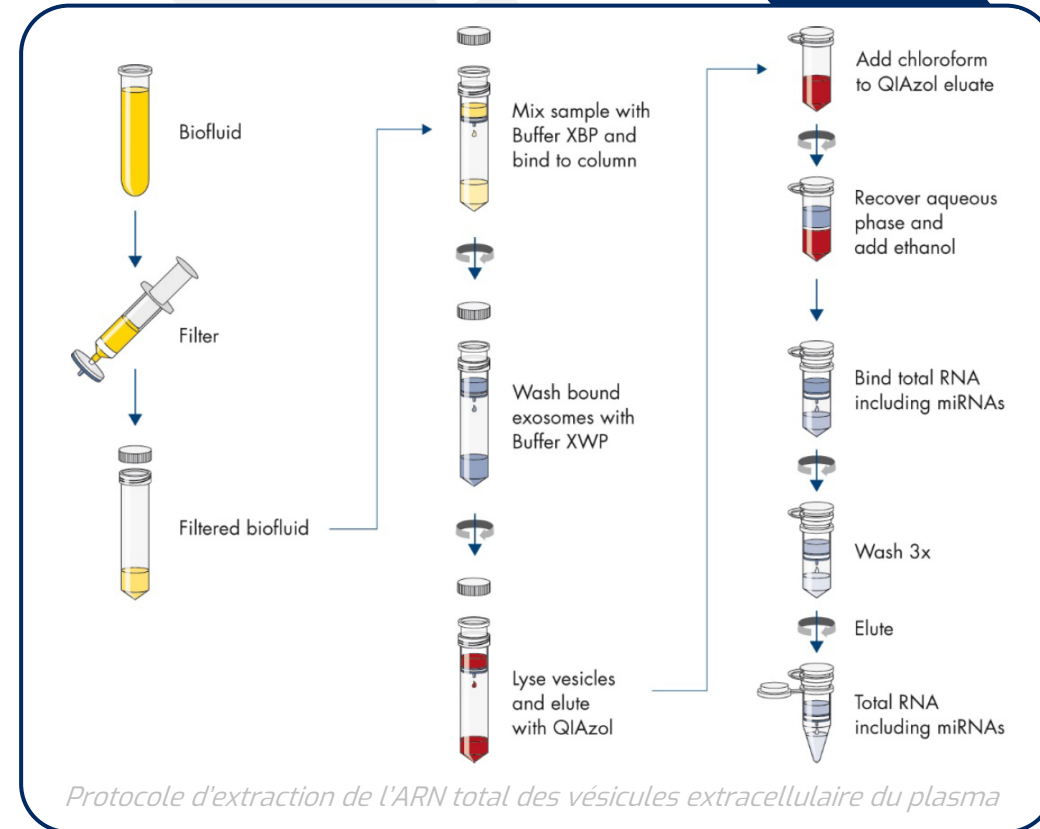 Biofluid
Filter
Filtered biofluid
Mix sample with
Buffer XBP and
bind to column
Wash bound
exosomes with
Buffer XWP
Lyse vesicles
and elute
with QIAzol
Add chloroform
to QIAzol eluate
Recover aqueous
phase and
add ethanol
Bind total RNA
including miRNAs
Wash 3x
Elute
Total RNA
including miRNAs
Protocole d'extraction de l'ARN total des vésicules extracellulaire du plasma